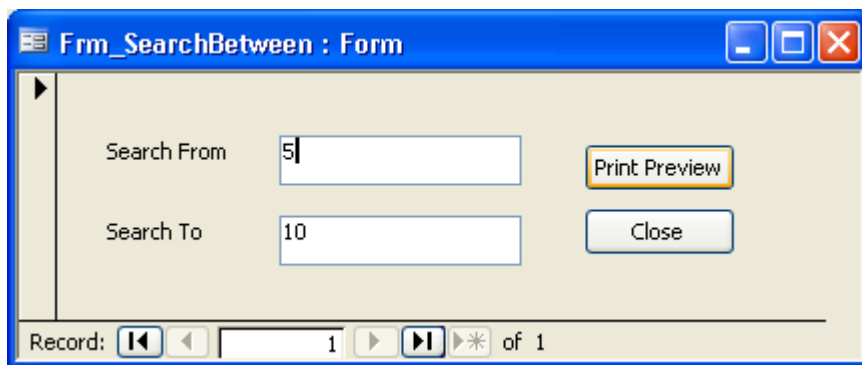 Frm_SearchBetween : Form
Search From 5 Print Preview
Search To 10 Close
Record: 1 of 1